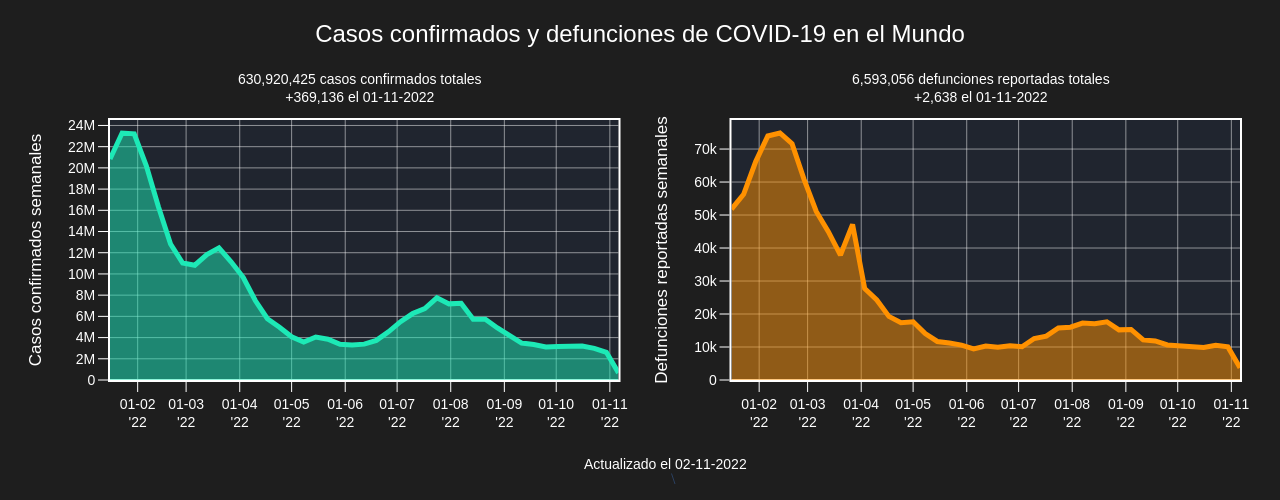 Casos confirmados y defunciones de COVID-19 en el Mundo
630,920,425 casos confirmados totales
+369,136 el 01-11-2022
Casos confirmados semanales
24M
22M
20M
18M
16M
14M
12M
10M
8M
6M
4M
2M
0
01-02 '22
01-03 '22
01-04 '22
01-05 '22
01-06 '22
01-07 '22
01-08 '22
01-09 '22
01-10 '22
01-11 '22
6,593,056 defunciones reportadas totales
+2,638 el 01-11-2022
Defunciones reportadas semanales
70k
60k
50k
40k
30k
20k
10k
0
01-02 '22
01-03 '22
01-04 '22
01-05 '22
01-06 '22
01-07 '22
01-08 '22
01-09 '22
01-10 '22
01-11 '22
Actualizado el 02-11-2022
\